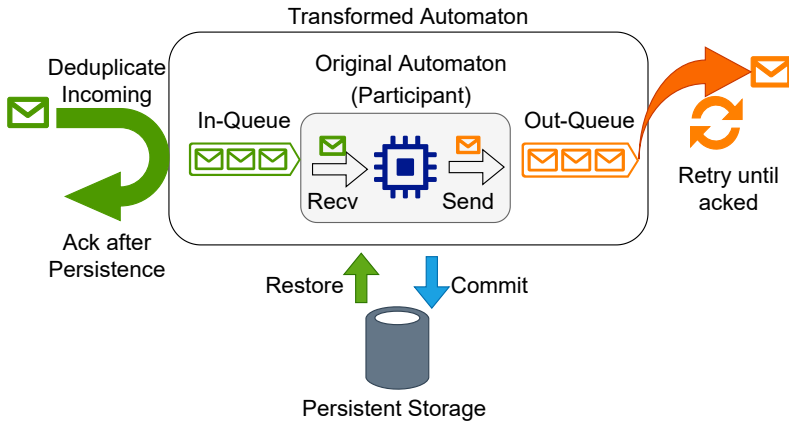 Transformed Automaton
Deduplicate
Incoming
Original Automaton
(Participant)
In-Queue
Out-Queue
Recv
Send
Retry until
acked
Ack after
Persistence
Restore
Commit
Persistent Storage